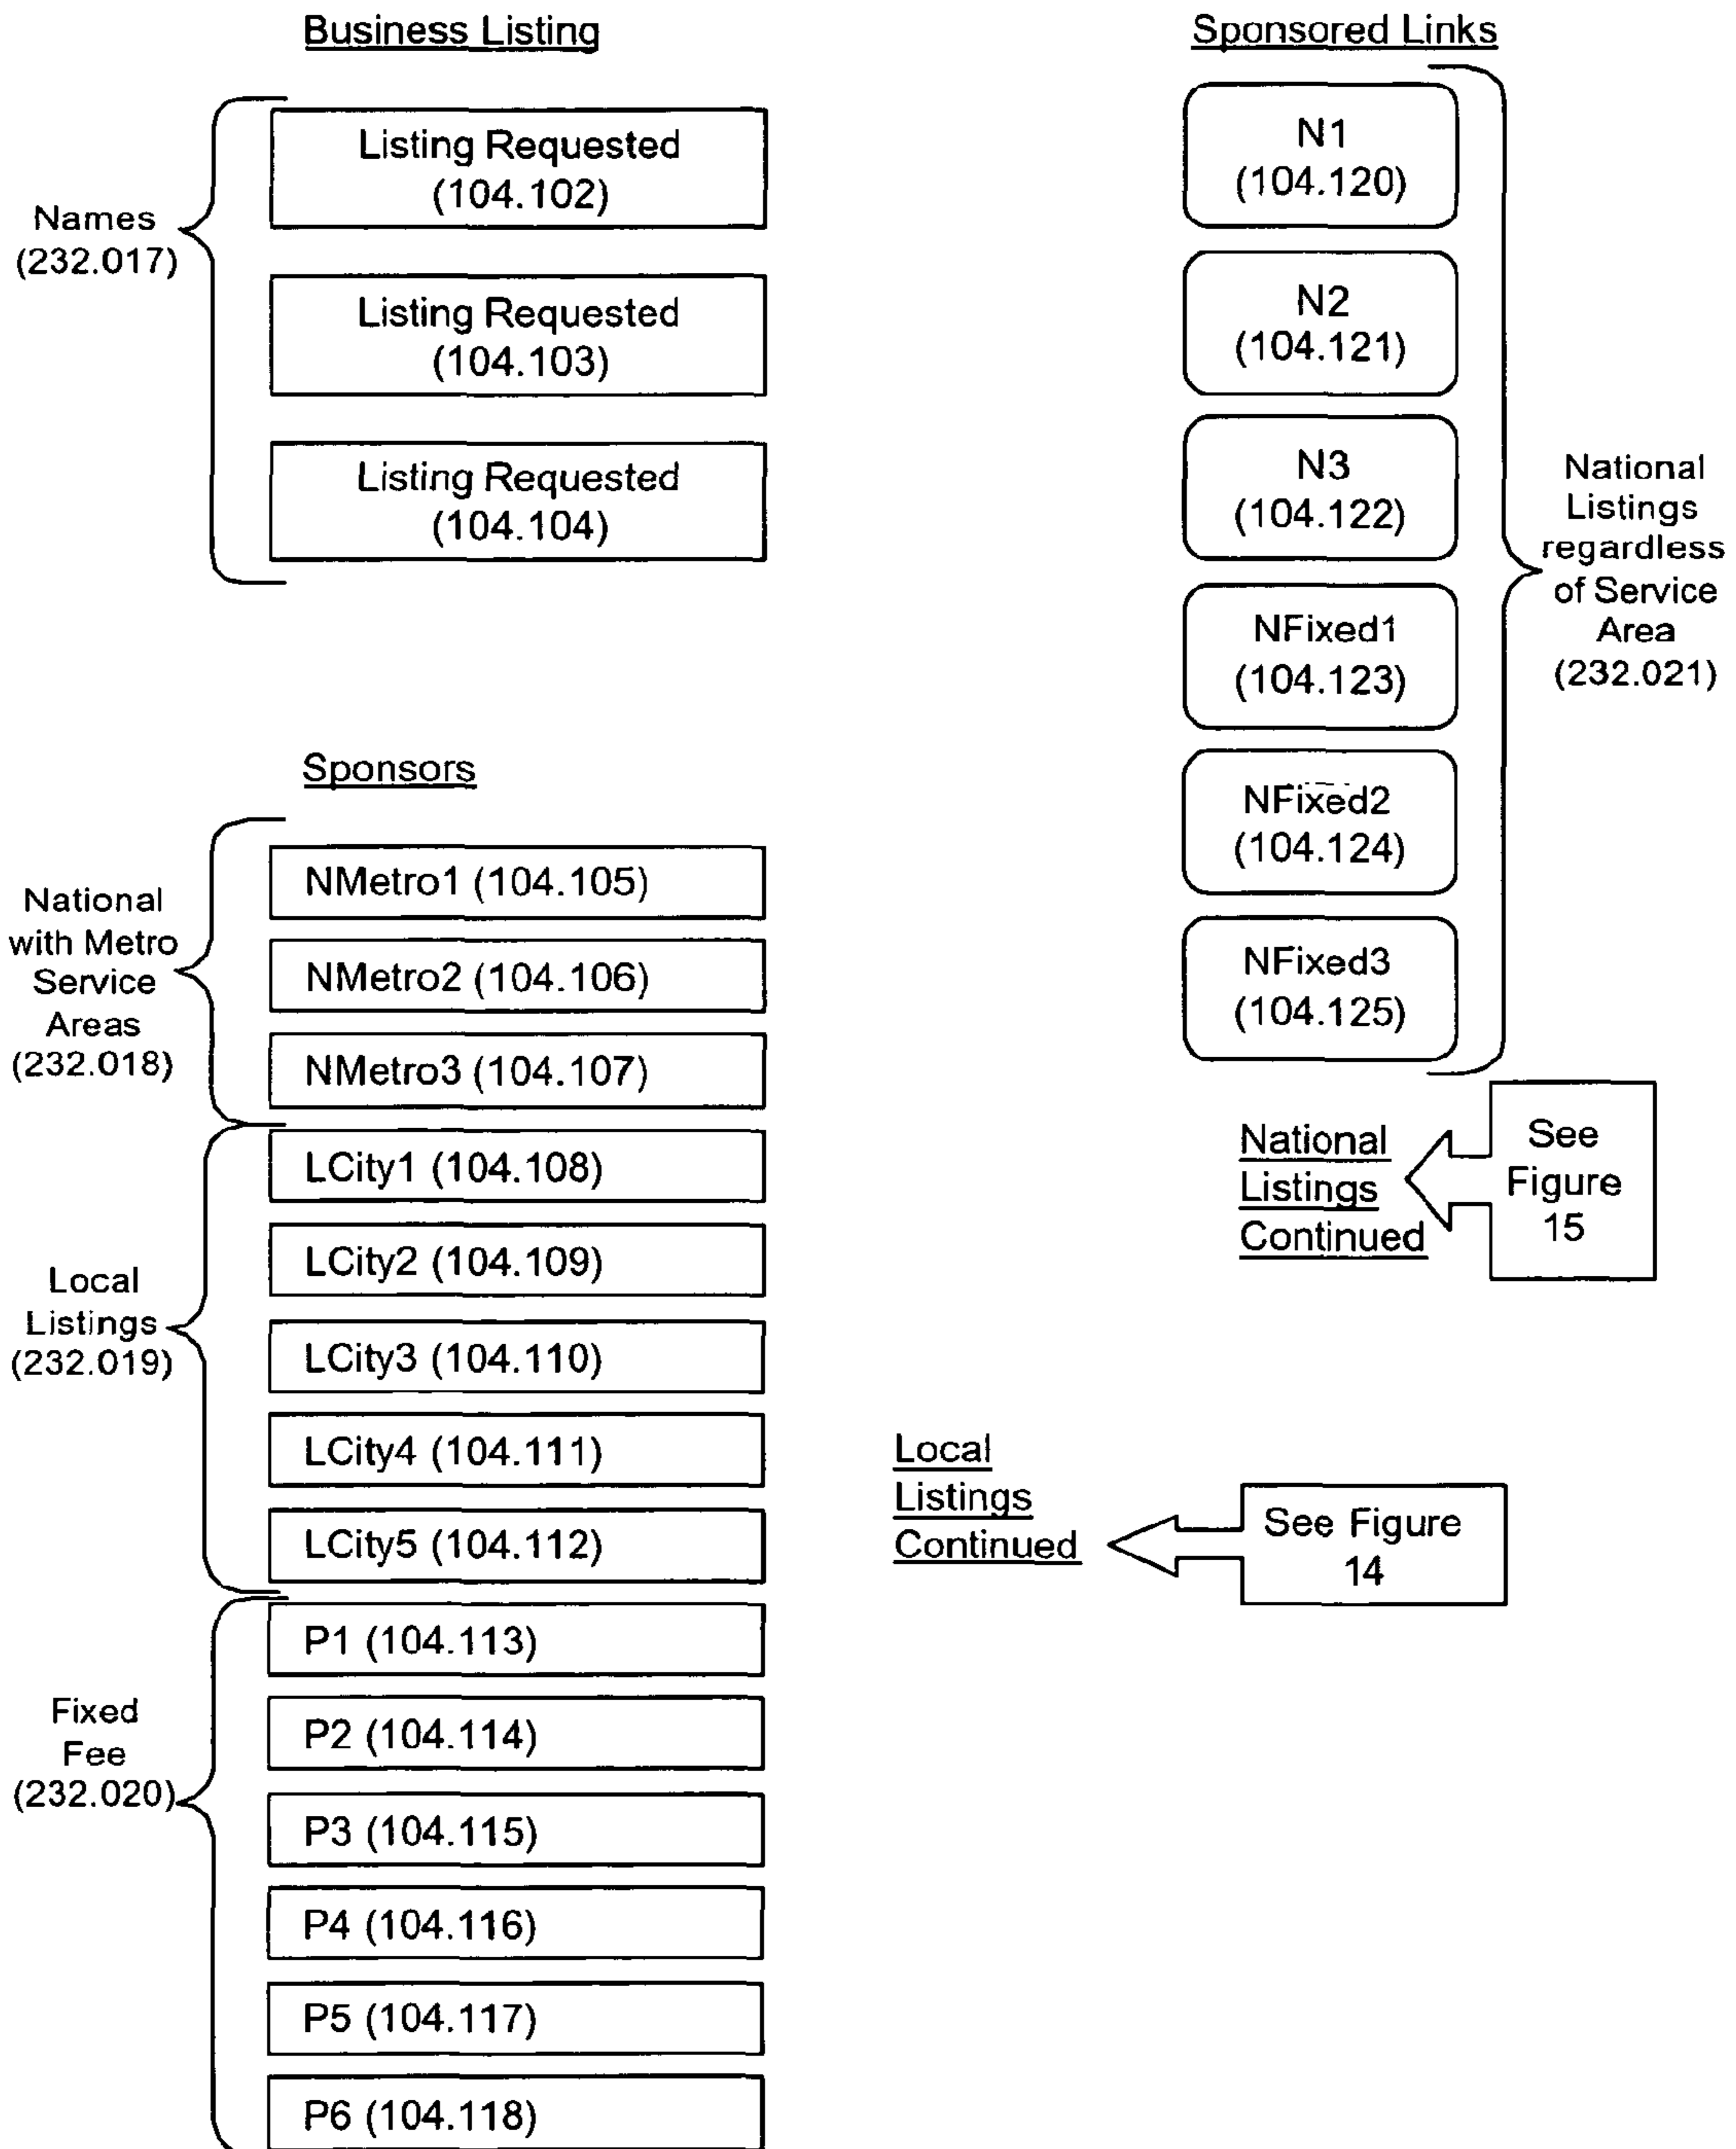 Business Listing
Names
(232.017)
Listing Requested
(104.102)
Listing Requested
(104.103)
Listing Requested
(104.104)
Sponsors
National
with Metro
Service
Areas
(232.018)
NMetro1 (104.105)
NMetro2 (104.106)
NMetro3 (104.107)
Local
Listings
(232.019)
LCity1 (104.108)
LCity2 (104.109)
LCity3 (104.110)
LCity4 (104.111)
LCity5 (104.112)
Fixed
Fee
(232.020)
P1 (104.113)
P2 (104.114)
P3 (104.115)
P4 (104.116)
P5 (104.117)
P6 (104.118)
Sponsored Links
N1
(104.120)
N2
(104.121)
N3
(104.122)
NFixed1
(104.123)
NFixed2
(104.124)
NFixed3
(104.125)
National
Listings
regardless
of Service
Area
(232.021)
National
Listings
Continued
See
Figure
15
Local
Listings
Continued
See Figure
14